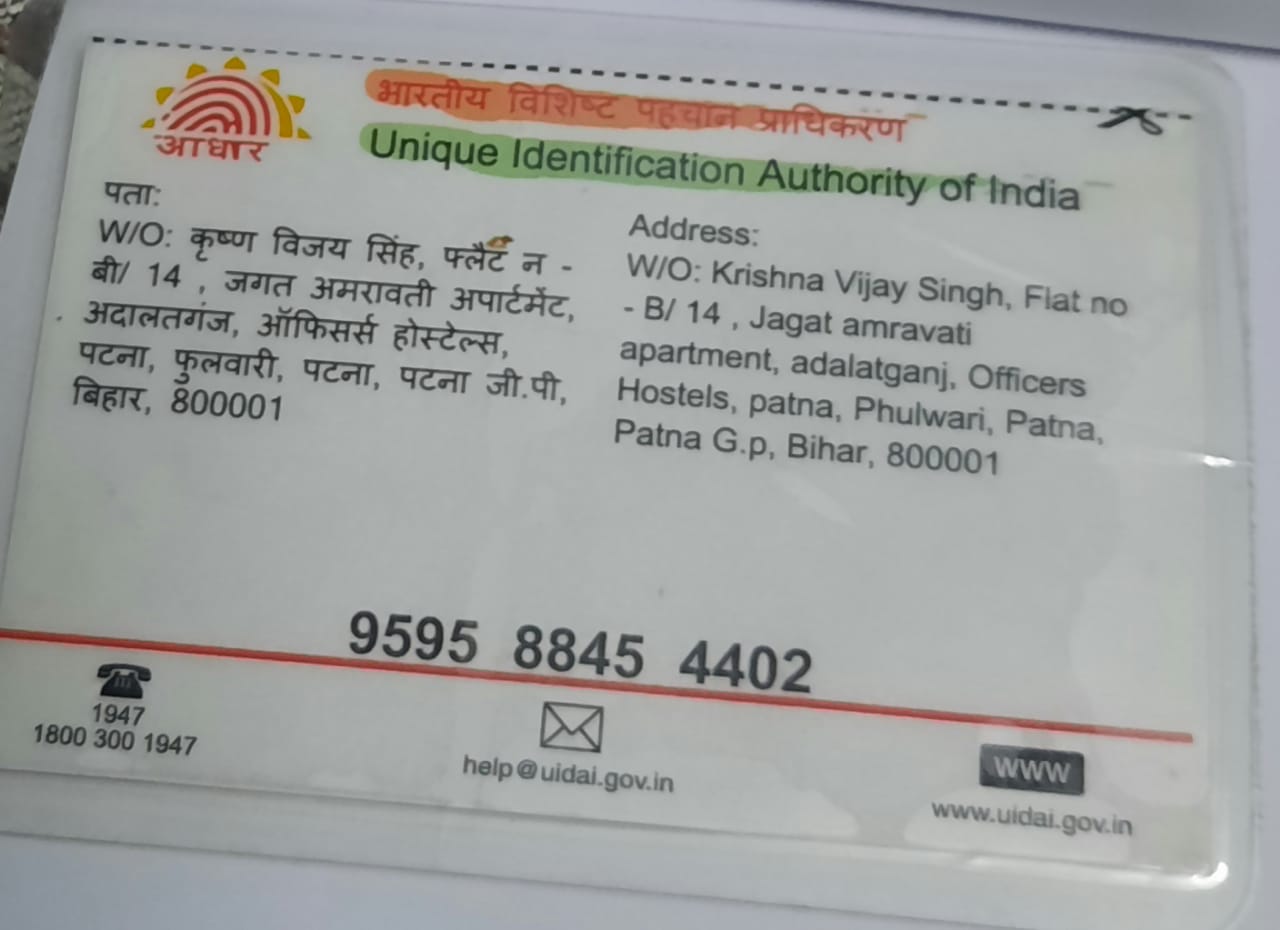 आधार
भारतीय विशिष्ट पहचान प्राधिकरण
Unique Identification Authority of India
पता:
W/O: कृष्ण विजय सिंह, फ्लैट न -
बी/ 14 , जगत अमरावती अपार्टमेंट,
अदालतगंज, ऑफिसर्स होस्टेल्स,
पटना, फुलवारी, पटना, पटना जी.पी,
बिहार, 800001
Address:
W/O: Krishna Vijay Singh, Flat no
- B/ 14 , Jagat amravati
apartment, adalatganj, Officers
Hostels, patna, Phulwari, Patna,
Patna G.p, Bihar, 800001
9595 8845 4402
1947
1800 300 1947
help@uidai.gov.in
www
www.uidai.gov.in